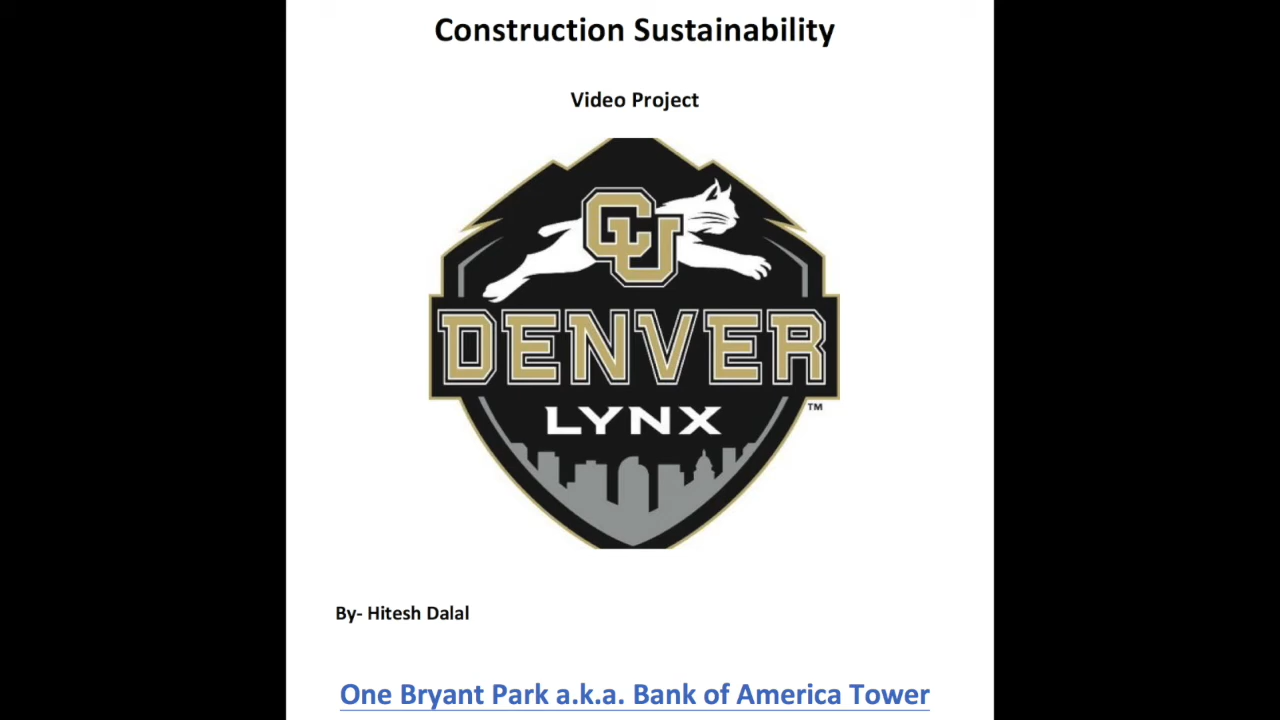 Construction Sustainability
Video Project
CU
DENVER
LYNX
TM
By- Hitesh Dalal
One Bryant Park a.k.a. Bank of America Tower